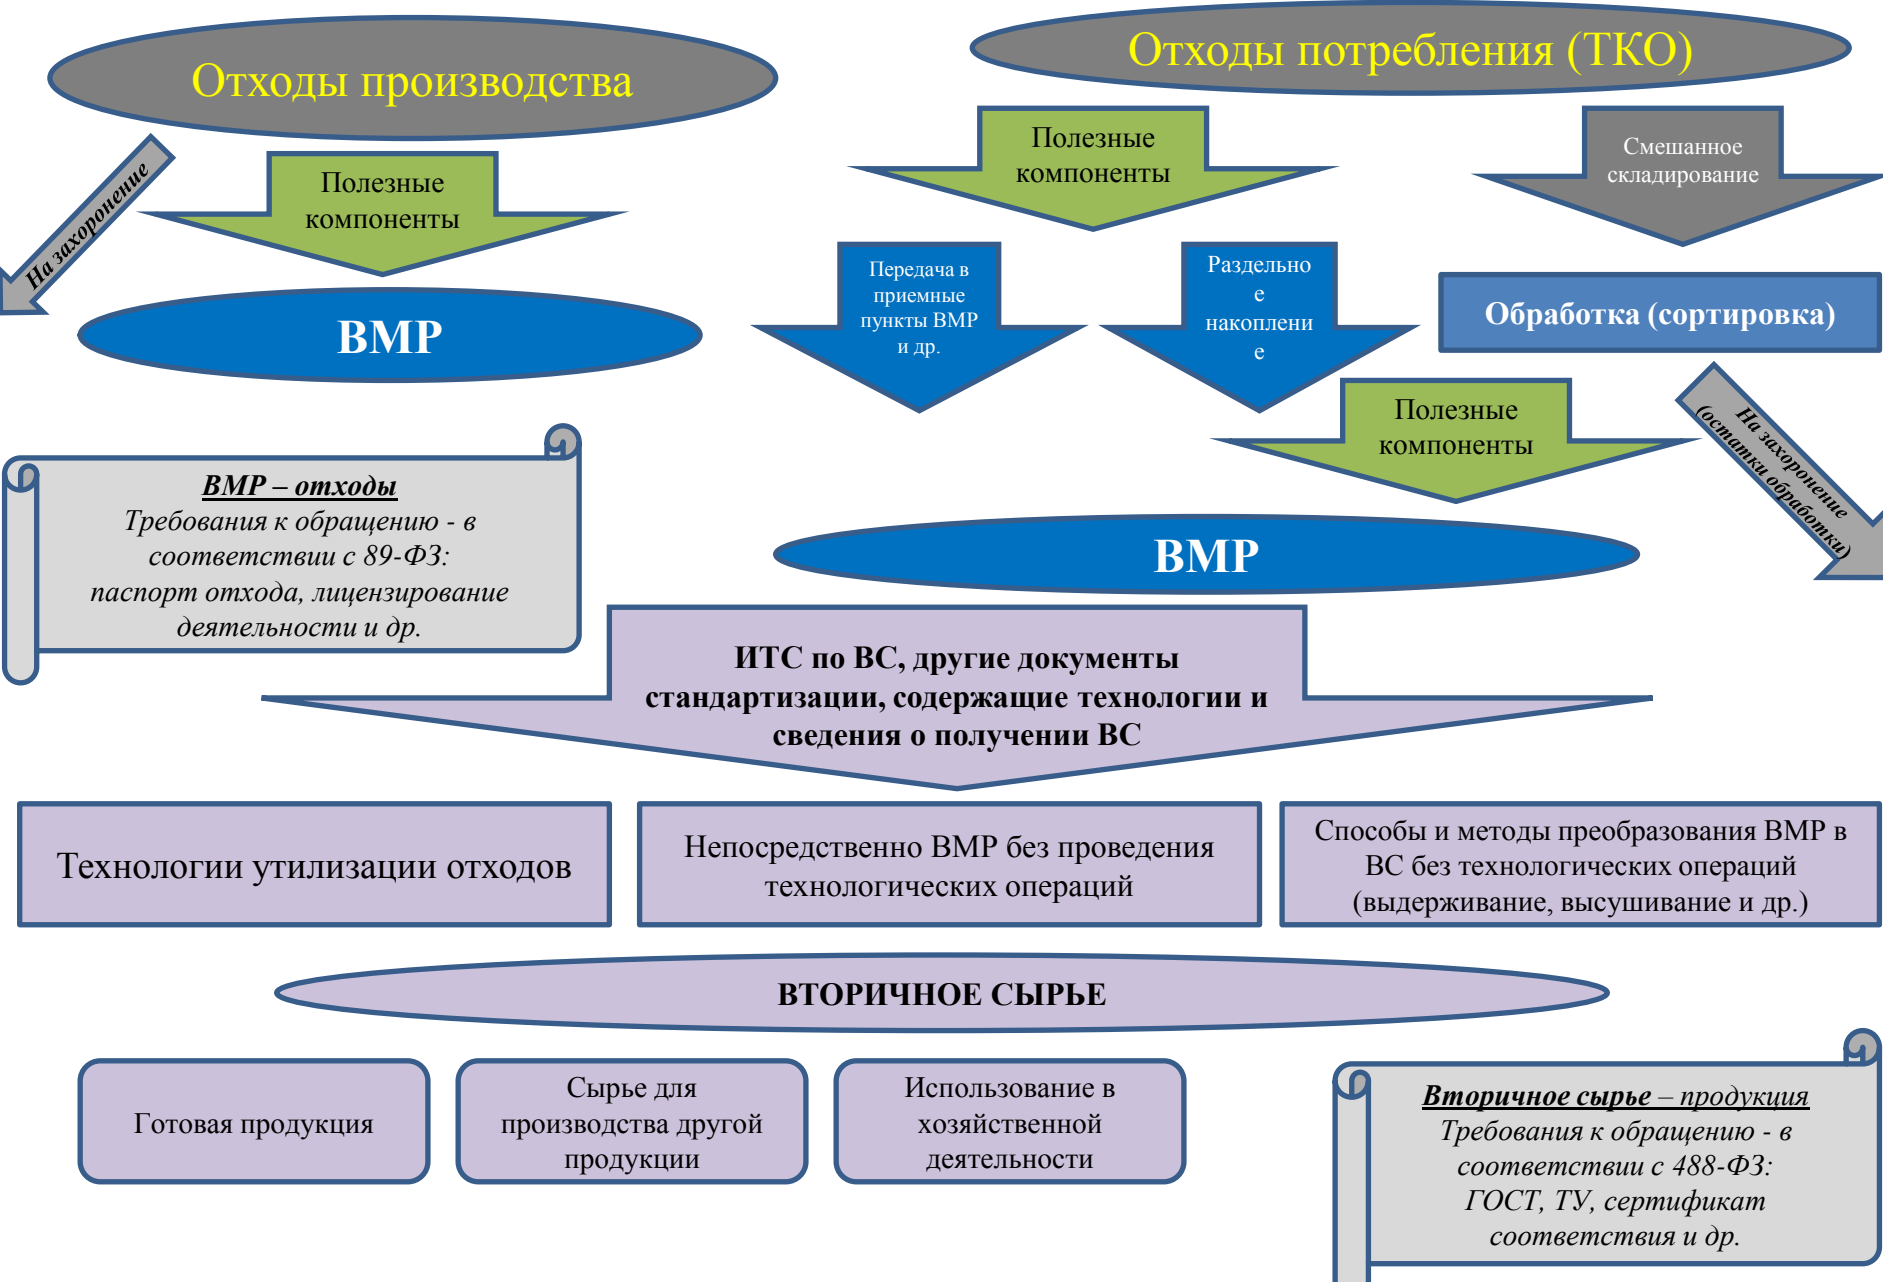 Отходы производства
Отходы потребления (ТКО)
На захоронение
Полезные
компоненты
Полезные
компоненты
Смешанное
складирование
ВМР
Передача в
приемные
пункты ВМР
и др.
Раздельно
е
накоплени
е
Обработка (сортировка)
Полезные
компоненты
На захоронение
(остатки обработки)
ВМР – отходы
Требования к обращению - в
соответствии с 89-ФЗ:
паспорт отхода, лицензирование
деятельности и др.
ВМР
ИТС по ВС, другие документы
стандартизации, содержащие технологии и
сведения о получении ВС
Технологии утилизации отходов
Непосредственно ВМР без проведения
технологических операций
Способы и методы преобразования ВМР в
ВС без технологических операций
(выдерживание, высушивание и др.)
ВТОРИЧНОЕ СЫРЬЕ
Готовая продукция
Сырье для
производства другой
продукции
Использование в
хозяйственной
деятельности
Вторичное сырье – продукция
Требования к обращению - в
соответствии с 488-ФЗ:
ГОСТ, ТУ, сертификат
соответствия и др.